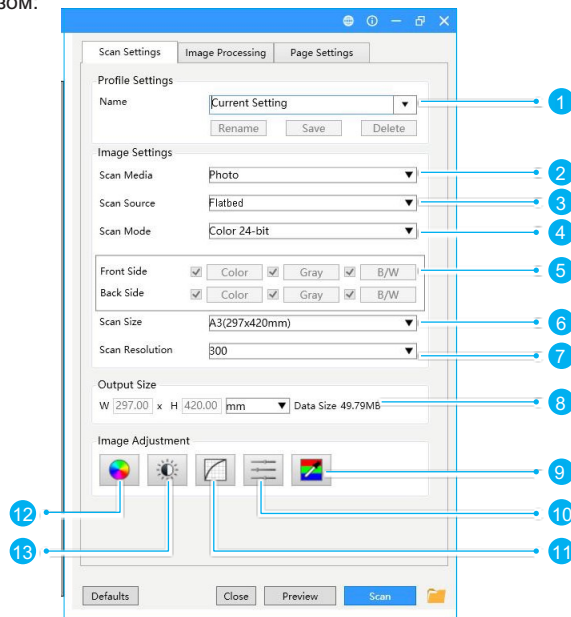 зом:
Scan Settings Image Processing Page Settings
Profile Settings
Name Current Setting 1
Rename Save Delete
Image Settings
Scan Media Photo 2
Scan Source Flatbed 3
Scan Mode Color 24-bit 4
Front Side Color Gray B/W 5
Back Side Color Gray B/W
Scan Size A3(297x420mm) 6
Scan Resolution 300 7
Output Size
W 297.00 x H 420.00 mm Data Size 49.79MB 8
Image Adjustment
9
12 10
13 11
Defaults Close Preview Scan